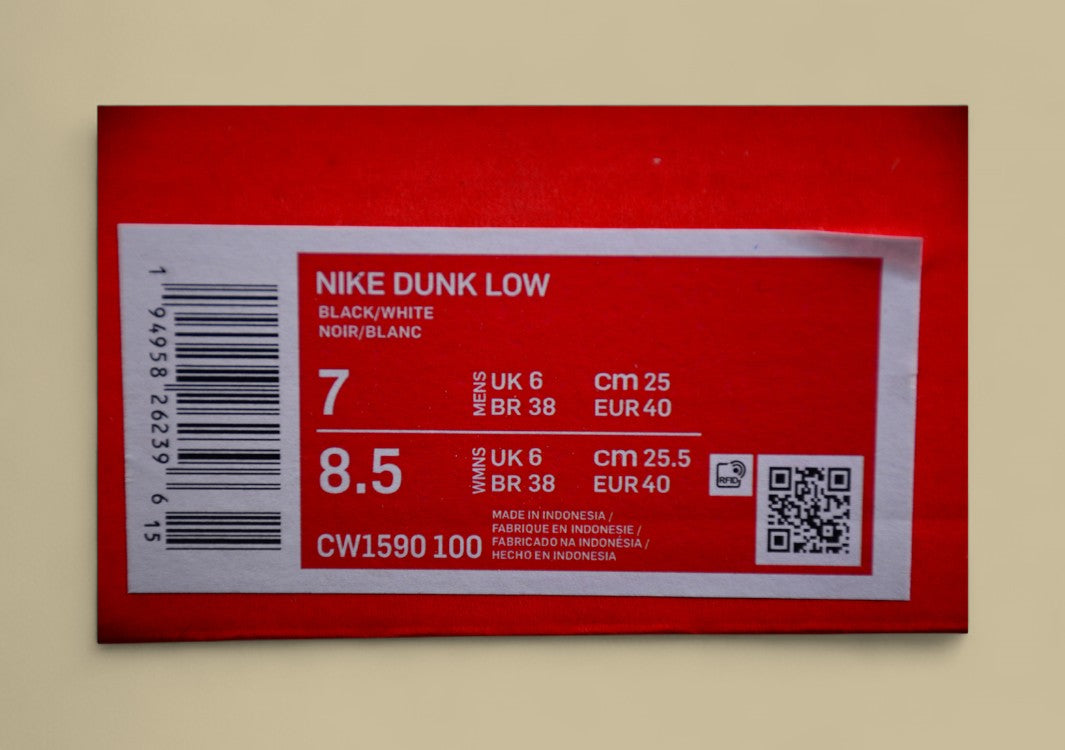 NIKE DUNK LOW
BLACK/WHITE
NOIR/BLANC
7
MENS
UK 6
cm 25
BR 38
EUR 40
8.5
WMNS
UK 6
cm 25.5
BR 38
EUR 40
RFID
CW1590 100
MADE IN INDONESIA /
FABRIQUE EN INDONESIE /
FABRICADO NA INDONÉSIA /
HECHO EN INDONESIA
1 94958 26239 6 15